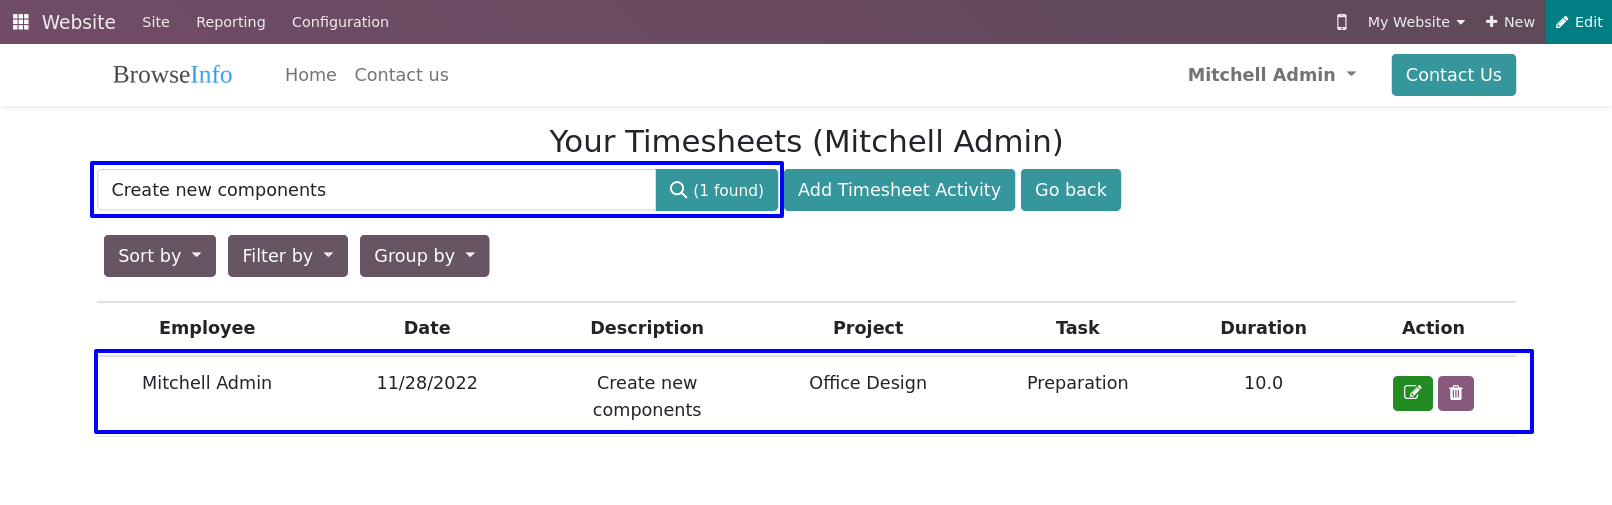 Website Site Reporting Configuration My Website New Edit
BrowseInfo Home Contact us Mitchell Admin Contact Us
Your Timesheets (Mitchell Admin)
Create new components (1 found) Add Timesheet Activity Go back
Sort by Filter by Group by
Employee Date Description Project Task Duration Action
Mitchell Admin 11/28/2022 Create new Office Design Preparation 10.0
components